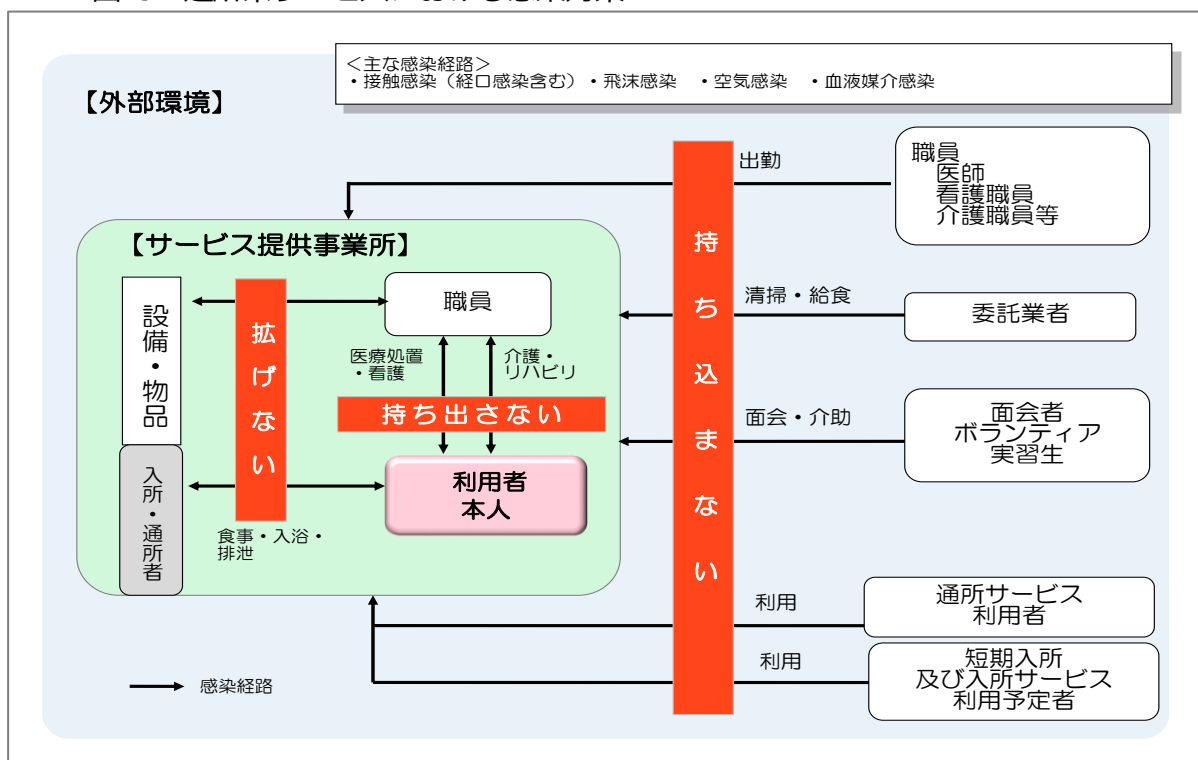 ＜主な感染経路＞
・接触感染（経口感染含む）・飛沫感染　・空気感染　・血液媒介感染
【外部環境】
出勤
職員
医師
看護職員
介護職員等
【サービス提供事業所】
設備・物品
拡げない
職員
医療処置
・看護
介護・
リハビリ
持ち出さない
利用者
本人
入所・通所者
食事・入浴・
排泄
持ち込まない
清掃・給食
委託業者
面会・介助
面会者
ボランティア
実習生
利用
通所サービス
利用者
利用
短期入所
及び入所サービス
利用予定者
感染経路